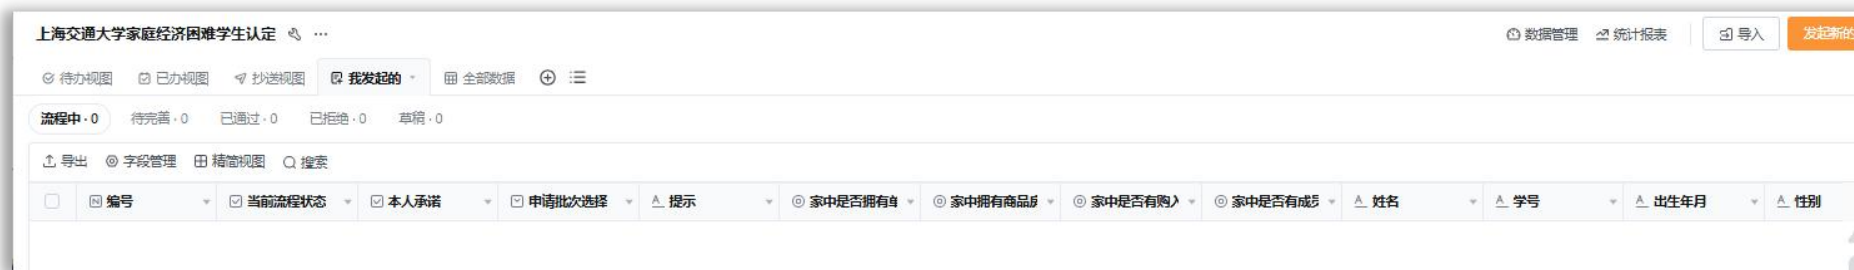 上海交通大学家庭经济困难学生认定 ··· 数据管理 统计报表 导入 发起新的
待办视图 已办视图 抄送视图 我发起的 全部数据
流程中·0 待完善·0 已通过·0 已拒绝·0 草稿·0
导出 字段管理 精简视图 搜索
编号 当前流程状态 本人承诺 申请批次选择 提示 家中是否拥有 家中拥有商品 家中是否有购 家中是否有成 姓名 学号 出生年月 性别